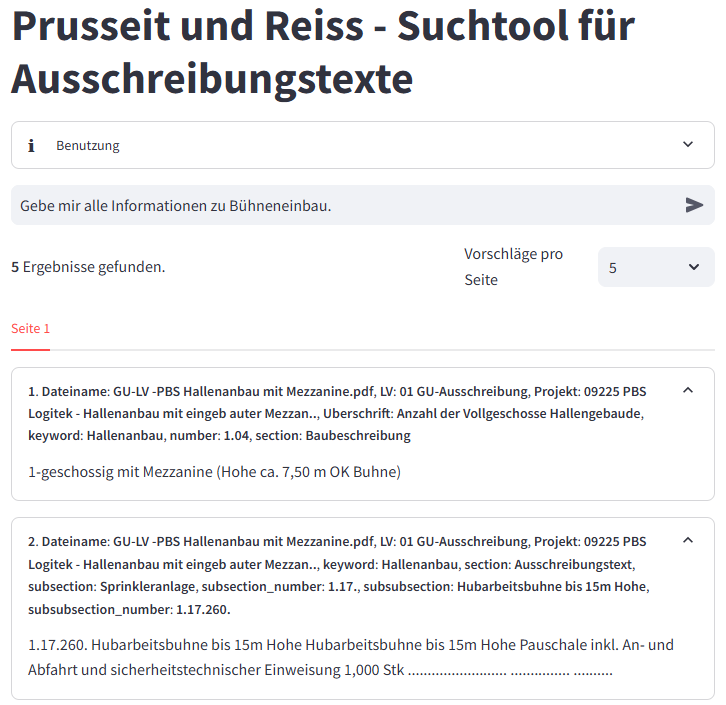 Prusseit und Reiss - Suchtool für
Ausschreibungstexte
Benutzung
Gebe mir alle Informationen zu Bühneneinbau.
5 Ergebnisse gefunden.
Vorschläge pro
Seite
5
Seite 1
1. Dateiname: GU-LV -PBS Hallenanbau mit Mezzanine.pdf, LV: 01 GU-Ausschreibung, Projekt: 09225 PBS
Logitek - Hallenanbau mit eingeb auter Mezzan.., Uberschrift: Anzahl der Vollgeschosse Hallengebaude,
keyword: Hallenanbau, number: 1.04, section: Baubeschreibung
1-geschossig mit Mezzanine (Hohe ca. 7,50 m OK Buhne)
2. Dateiname: GU-LV -PBS Hallenanbau mit Mezzanine.pdf, LV: 01 GU-Ausschreibung, Projekt: 09225 PBS
Logitek - Hallenanbau mit eingeb auter Mezzan.., keyword: Hallenanbau, section: Ausschreibungstext,
subsection: Sprinkleranlage, subsection_number: 1.17., subsubsection: Hubarbeitsbuhne bis 15m Hohe,
subsubsection_number: 1.17.260.
1.17.260. Hubarbeitsbuhne bis 15m Hohe Hubarbeitsbuhne bis 15m Hohe Pauschale inkl. An- und
Abfahrt und sicherheitstechnischer Einweisung 1,000 Stk ......................... ............... ..........